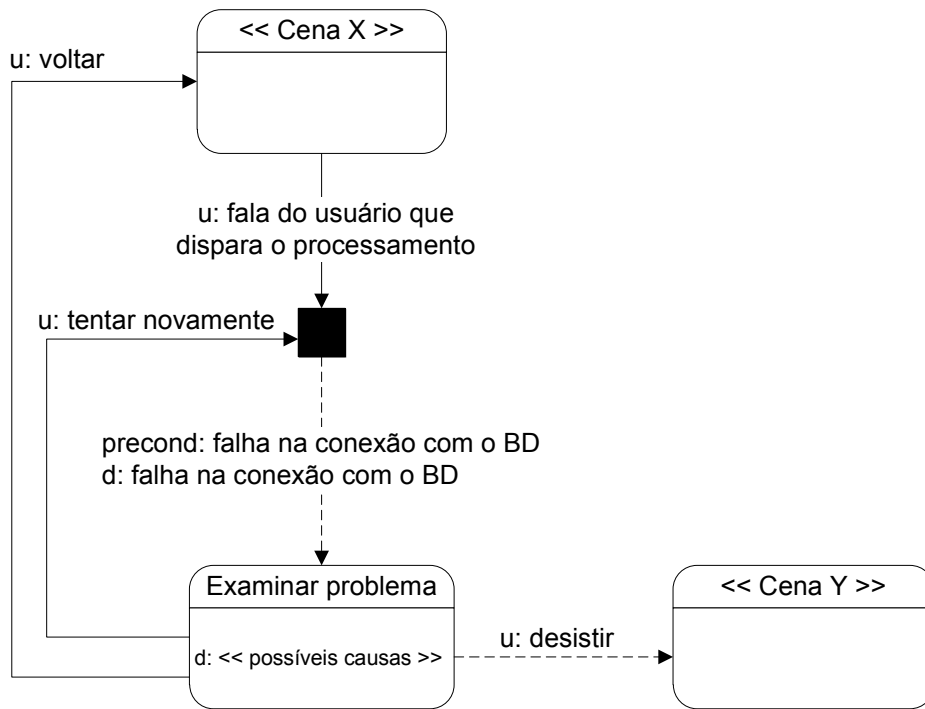 << Cena X >>
u: voltar
u: fala do usuário que
dispara o processamento
u: tentar novamente
precond: falha na conexão com o BD
d: falha na conexão com o BD
Examinar problema
d: << possíveis causas >>
u: desistir
<< Cena Y >>